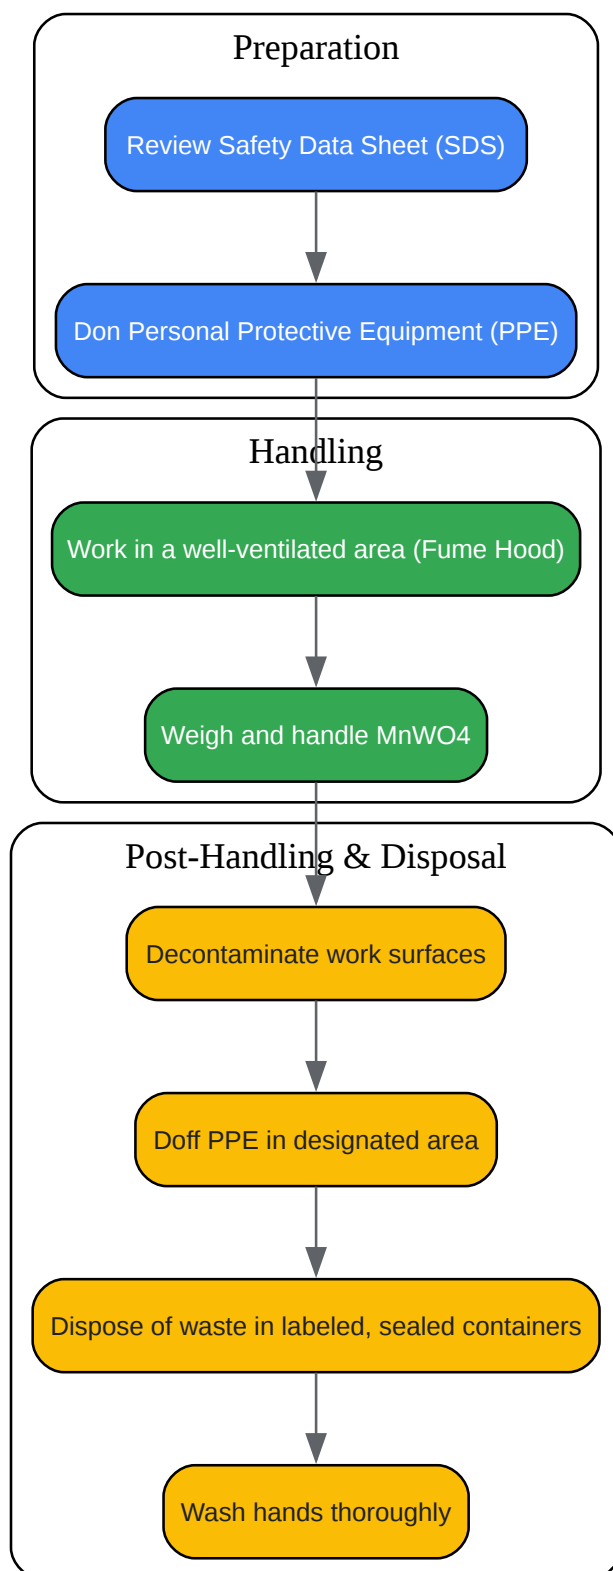 Preparation
Review Safety Data Sheet (SDS)
Don Personal Protective Equipment (PPE)
Handling
Work in a well-ventilated area (Fume Hood)
Weigh and handle MnWO4
Post-Handling & Disposal
Decontaminate work surfaces
Doff PPE in designated area
Dispose of waste in labeled, sealed containers
Wash hands thoroughly